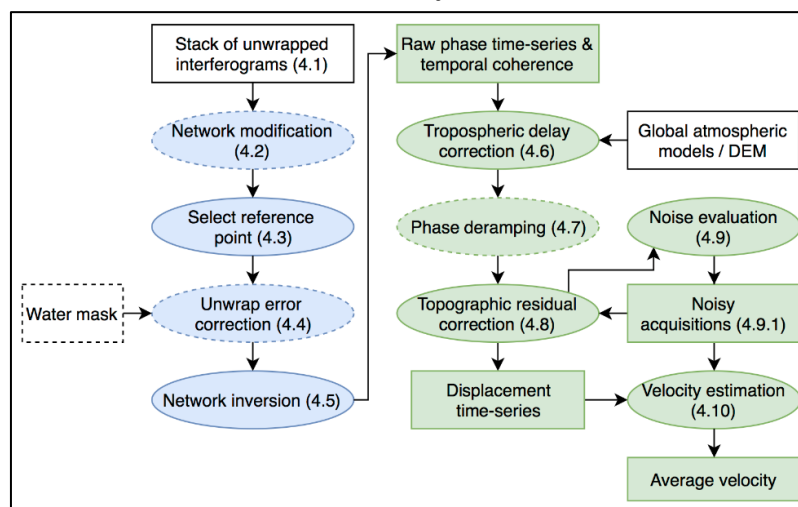 Stack of unwrapped
interferograms (4.1)
Network modification
(4.2)
Select reference
point (4.3)
Water mask
Unwrap error
correction (4.4)
Network inversion (4.5)
Raw phase time-series &
temporal coherence
Tropospheric delay
correction (4.6)
Global atmospheric
models / DEM
Phase deramping (4.7)
Noise evaluation
(4.9)
Topographic residual
correction (4.8)
Noisy
acquisitions (4.9.1)
Displacement
time-series
Velocity estimation
(4.10)
Average velocity